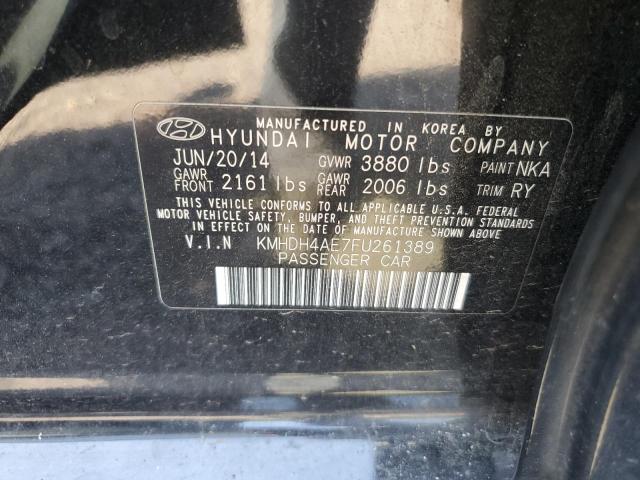 MANUFACTURED IN KOREA BY
HYUNDAI MOTOR COMPANY
JUN/20/14 GVWR 3880 lbs PAINT NKA
GAWR FRONT 2161 lbs GAWR REAR 2006 lbs TRIM RY
THIS VEHICLE CONFORMS TO ALL APPLICABLE U.S.A. FEDERAL
MOTOR VEHICLE SAFETY, BUMPER, AND THEFT PREVENTION STANDARDS
IN EFFECT ON THE DATE OF MANUFACTURE SHOWN ABOVE.
V.I.N KMHDH4AE7FU261389
PASSENGER CAR